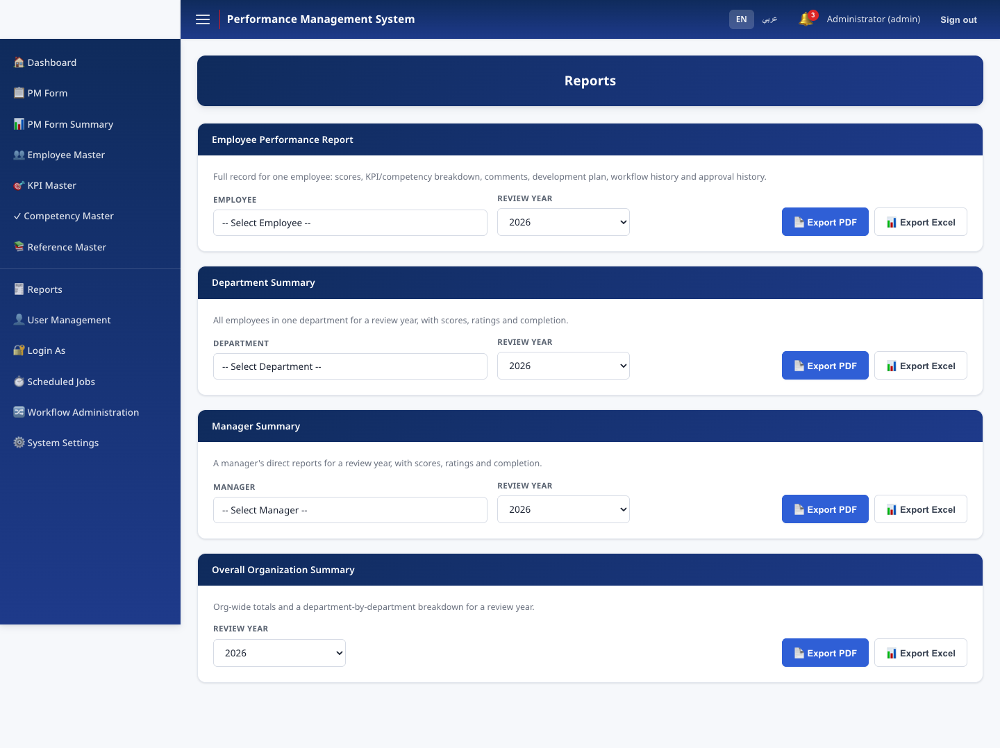 Performance Management System
EN
عربي
3
Administrator (admin)
Sign out
Dashboard
PM Form
PM Form Summary
Employee Master
KPI Master
✓ Competency Master
Reference Master
Reports
User Management
Login As
Scheduled Jobs
Workflow Administration
System Settings
Reports
Employee Performance Report
Full record for one employee: scores, KPI/competency breakdown, comments, development plan, workflow history and approval history.
EMPLOYEE
-- Select Employee --
REVIEW YEAR
2026
Export PDF
Export Excel
Department Summary
All employees in one department for a review year, with scores, ratings and completion.
DEPARTMENT
-- Select Department --
REVIEW YEAR
2026
Export PDF
Export Excel
Manager Summary
A manager's direct reports for a review year, with scores, ratings and completion.
MANAGER
-- Select Manager --
REVIEW YEAR
2026
Export PDF
Export Excel
Overall Organization Summary
Org-wide totals and a department-by-department breakdown for a review year.
REVIEW YEAR
2026
Export PDF
Export Excel